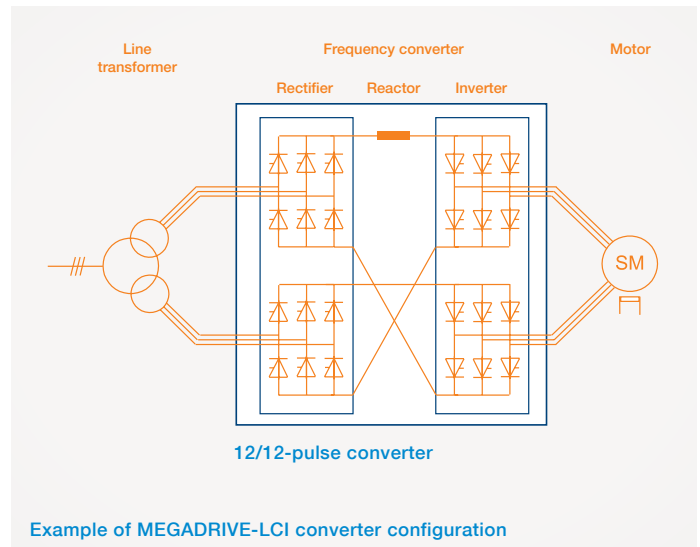 Line
transformer
Frequency converter
Motor
Rectifier
Reactor
Inverter
SM
12/12-pulse converter
Example of MEGADRIVE-LCI converter configuration